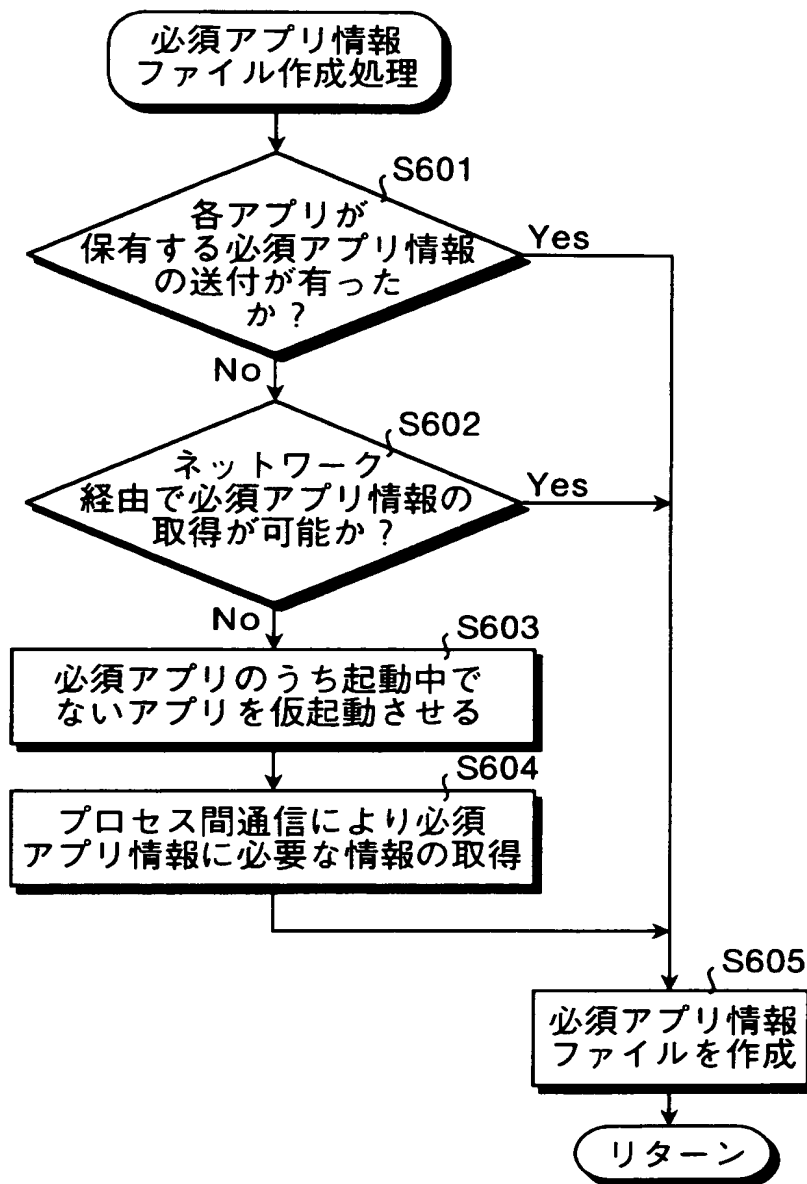 必須アプリ情報
ファイル作成処理
S601
各アプリが
保有する必須アプリ情報
の送付が有った
か？
Yes
No
S602
ネットワーク
経由で必須アプリ情報の
取得が可能か？
Yes
No
S603
必須アプリのうち起動中で
ないアプリを仮起動させる
S604
プロセス間通信により必須
アプリ情報に必要な情報の取得
S605
必須アプリ情報
ファイルを作成
リターン